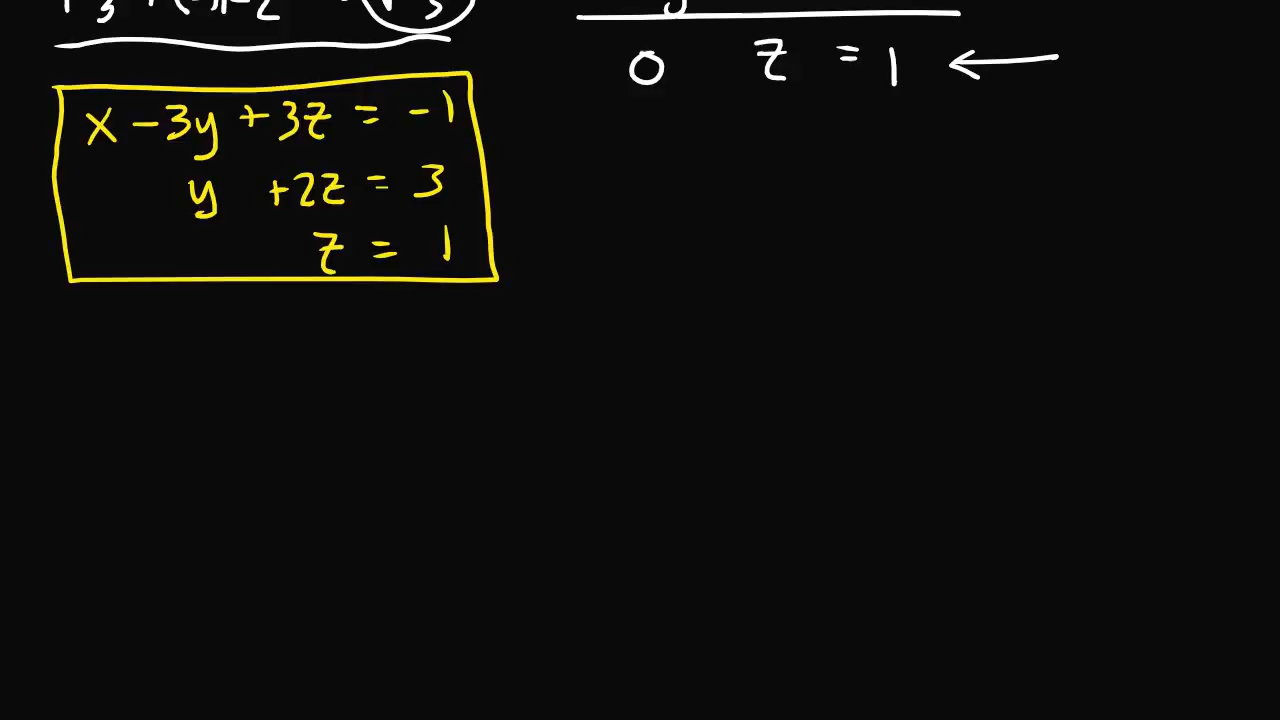 0 z = 1 ←
x - 3y + 3z = -1
y + 2z = 3
z = 1